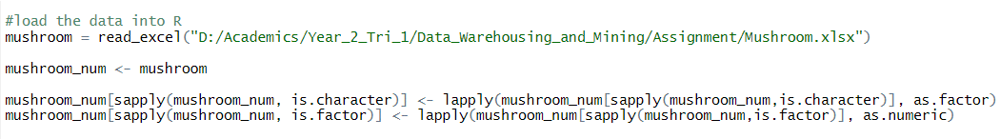 #load the data into R
mushroom = read_excel("D:/Academics/Year_2_Tri_1/Data_Warehousing_and_Mining/Assignment/Mushroom.xlsx")
mushroom_num <- mushroom
mushroom_num[sapply(mushroom_num, is.character)] <- lapply(mushroom_num[sapply(mushroom_num,is.character)], as.factor)
mushroom_num[sapply(mushroom_num, is.factor)] <- lapply(mushroom_num[sapply(mushroom_num,is.factor)], as.numeric)